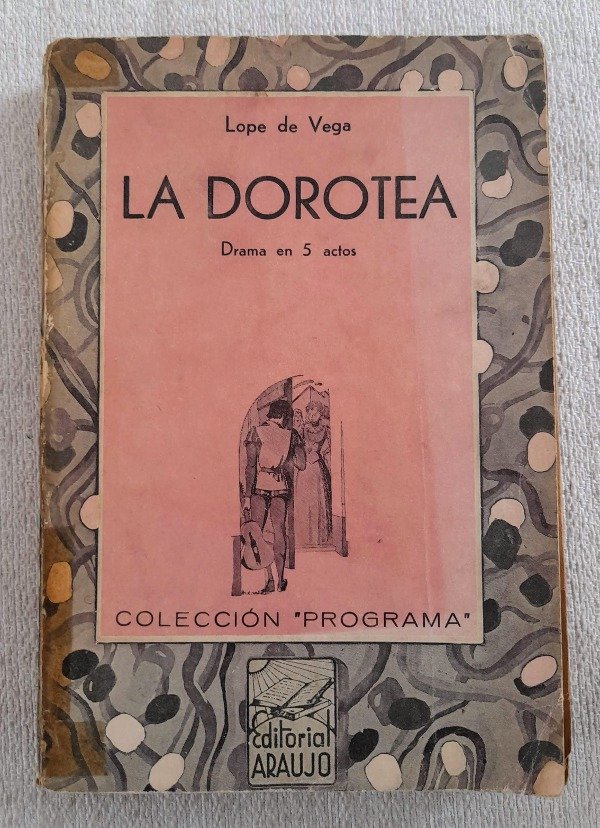 Lope de Vega
LA DOROTEA
Drama en 5 actos
COLECCIÓN "PROGRAMA"
Editorial
ARAUJO